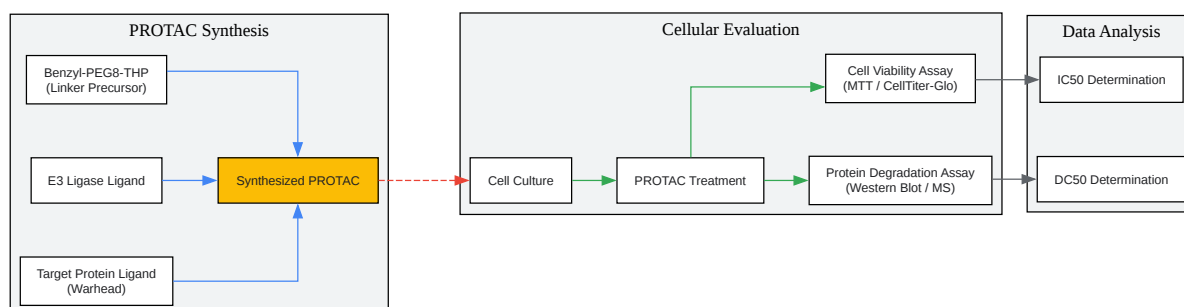 PROTAC Synthesis
Benzyl-PEG8-THP
(Linker Precursor)
E3 Ligase Ligand
Synthesized PROTAC
Target Protein Ligand
(Warhead)
Cellular Evaluation
Cell Viability Assay
(MTT / CellTiter-Glo)
Cell Culture
PROTAC Treatment
Protein Degradation Assay
(Western Blot / MS)
Data Analysis
IC50 Determination
DC50 Determination